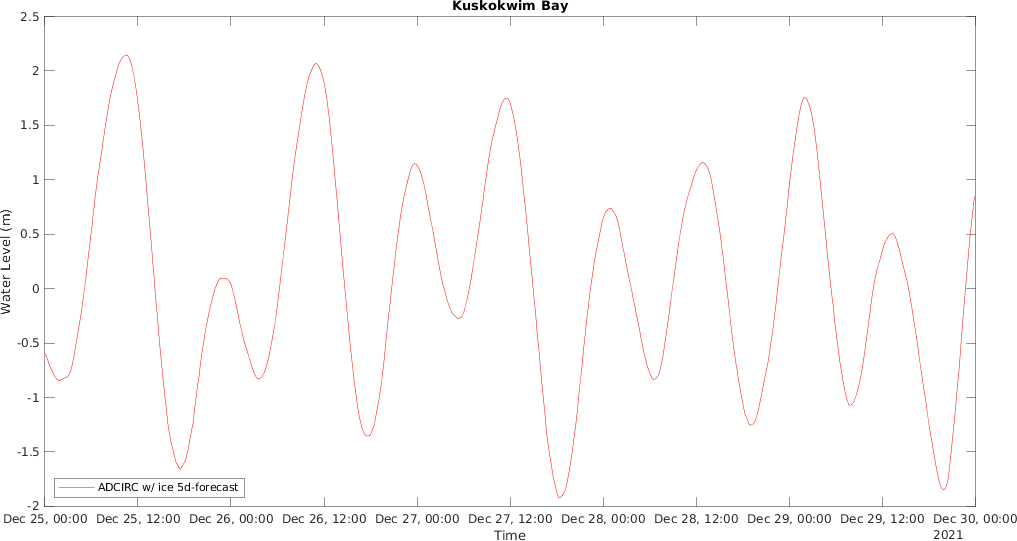 Kuskokwim Bay
2.5
2
1.5
1
0.5
0
-0.5
-1
-1.5
-2
Water Level (m)
ADCIRC w/ ice 5d-forecast
Dec 25, 00:00 Dec 25, 12:00 Dec 26, 00:00 Dec 26, 12:00 Dec 27, 00:00 Dec 27, 12:00 Dec 28, 00:00 Dec 28, 12:00 Dec 29, 00:00 Dec 29, 12:00 Dec 30, 00:00
Time
2021